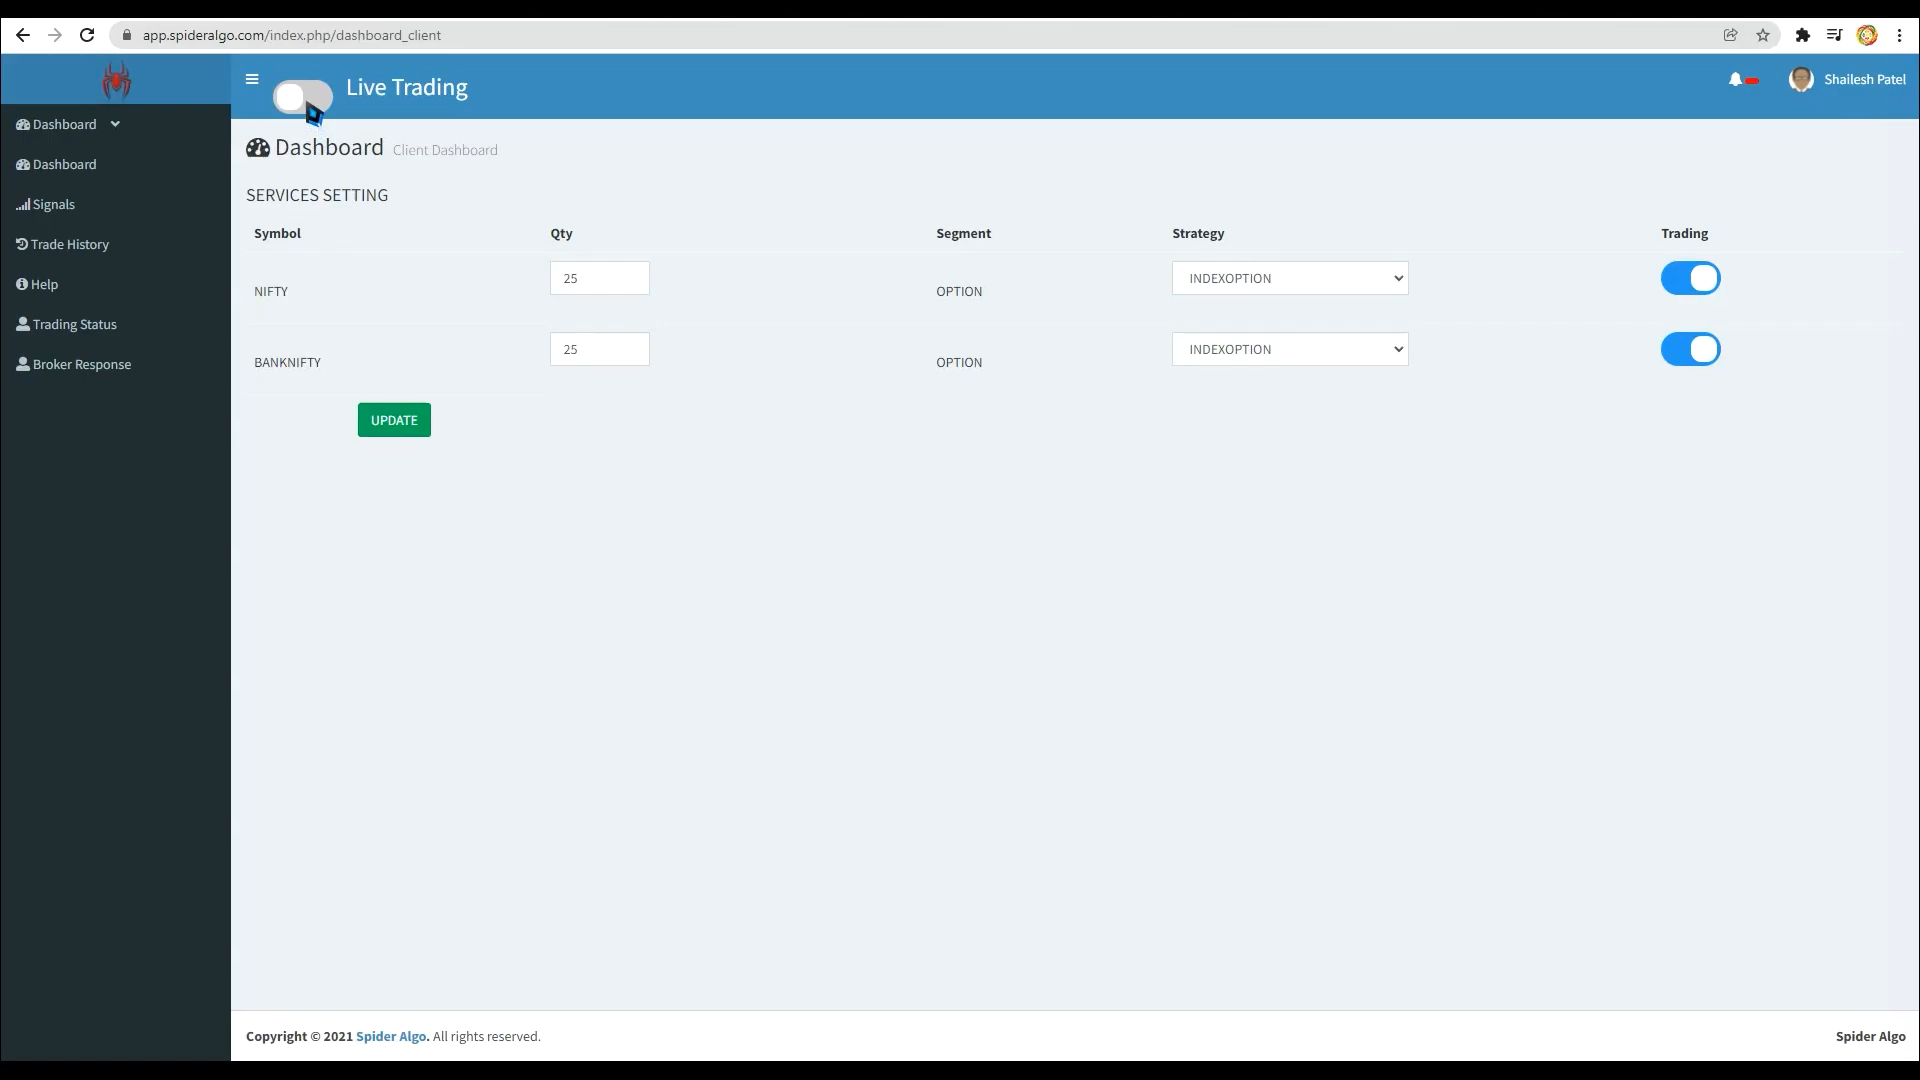 app.spideralgo.com/index.php/dashboard_client
Live Trading
Shailesh Patel
Dashboard
Dashboard
Signals
Trade History
Help
Trading Status
Broker Response
Dashboard Client Dashboard
SERVICES SETTING
Symbol Qty Segment Strategy Trading
NIFTY 25 OPTION INDEXOPTION
BANKNIFTY 25 OPTION INDEXOPTION
UPDATE
Copyright © 2021 Spider Algo. All rights reserved. Spider Algo